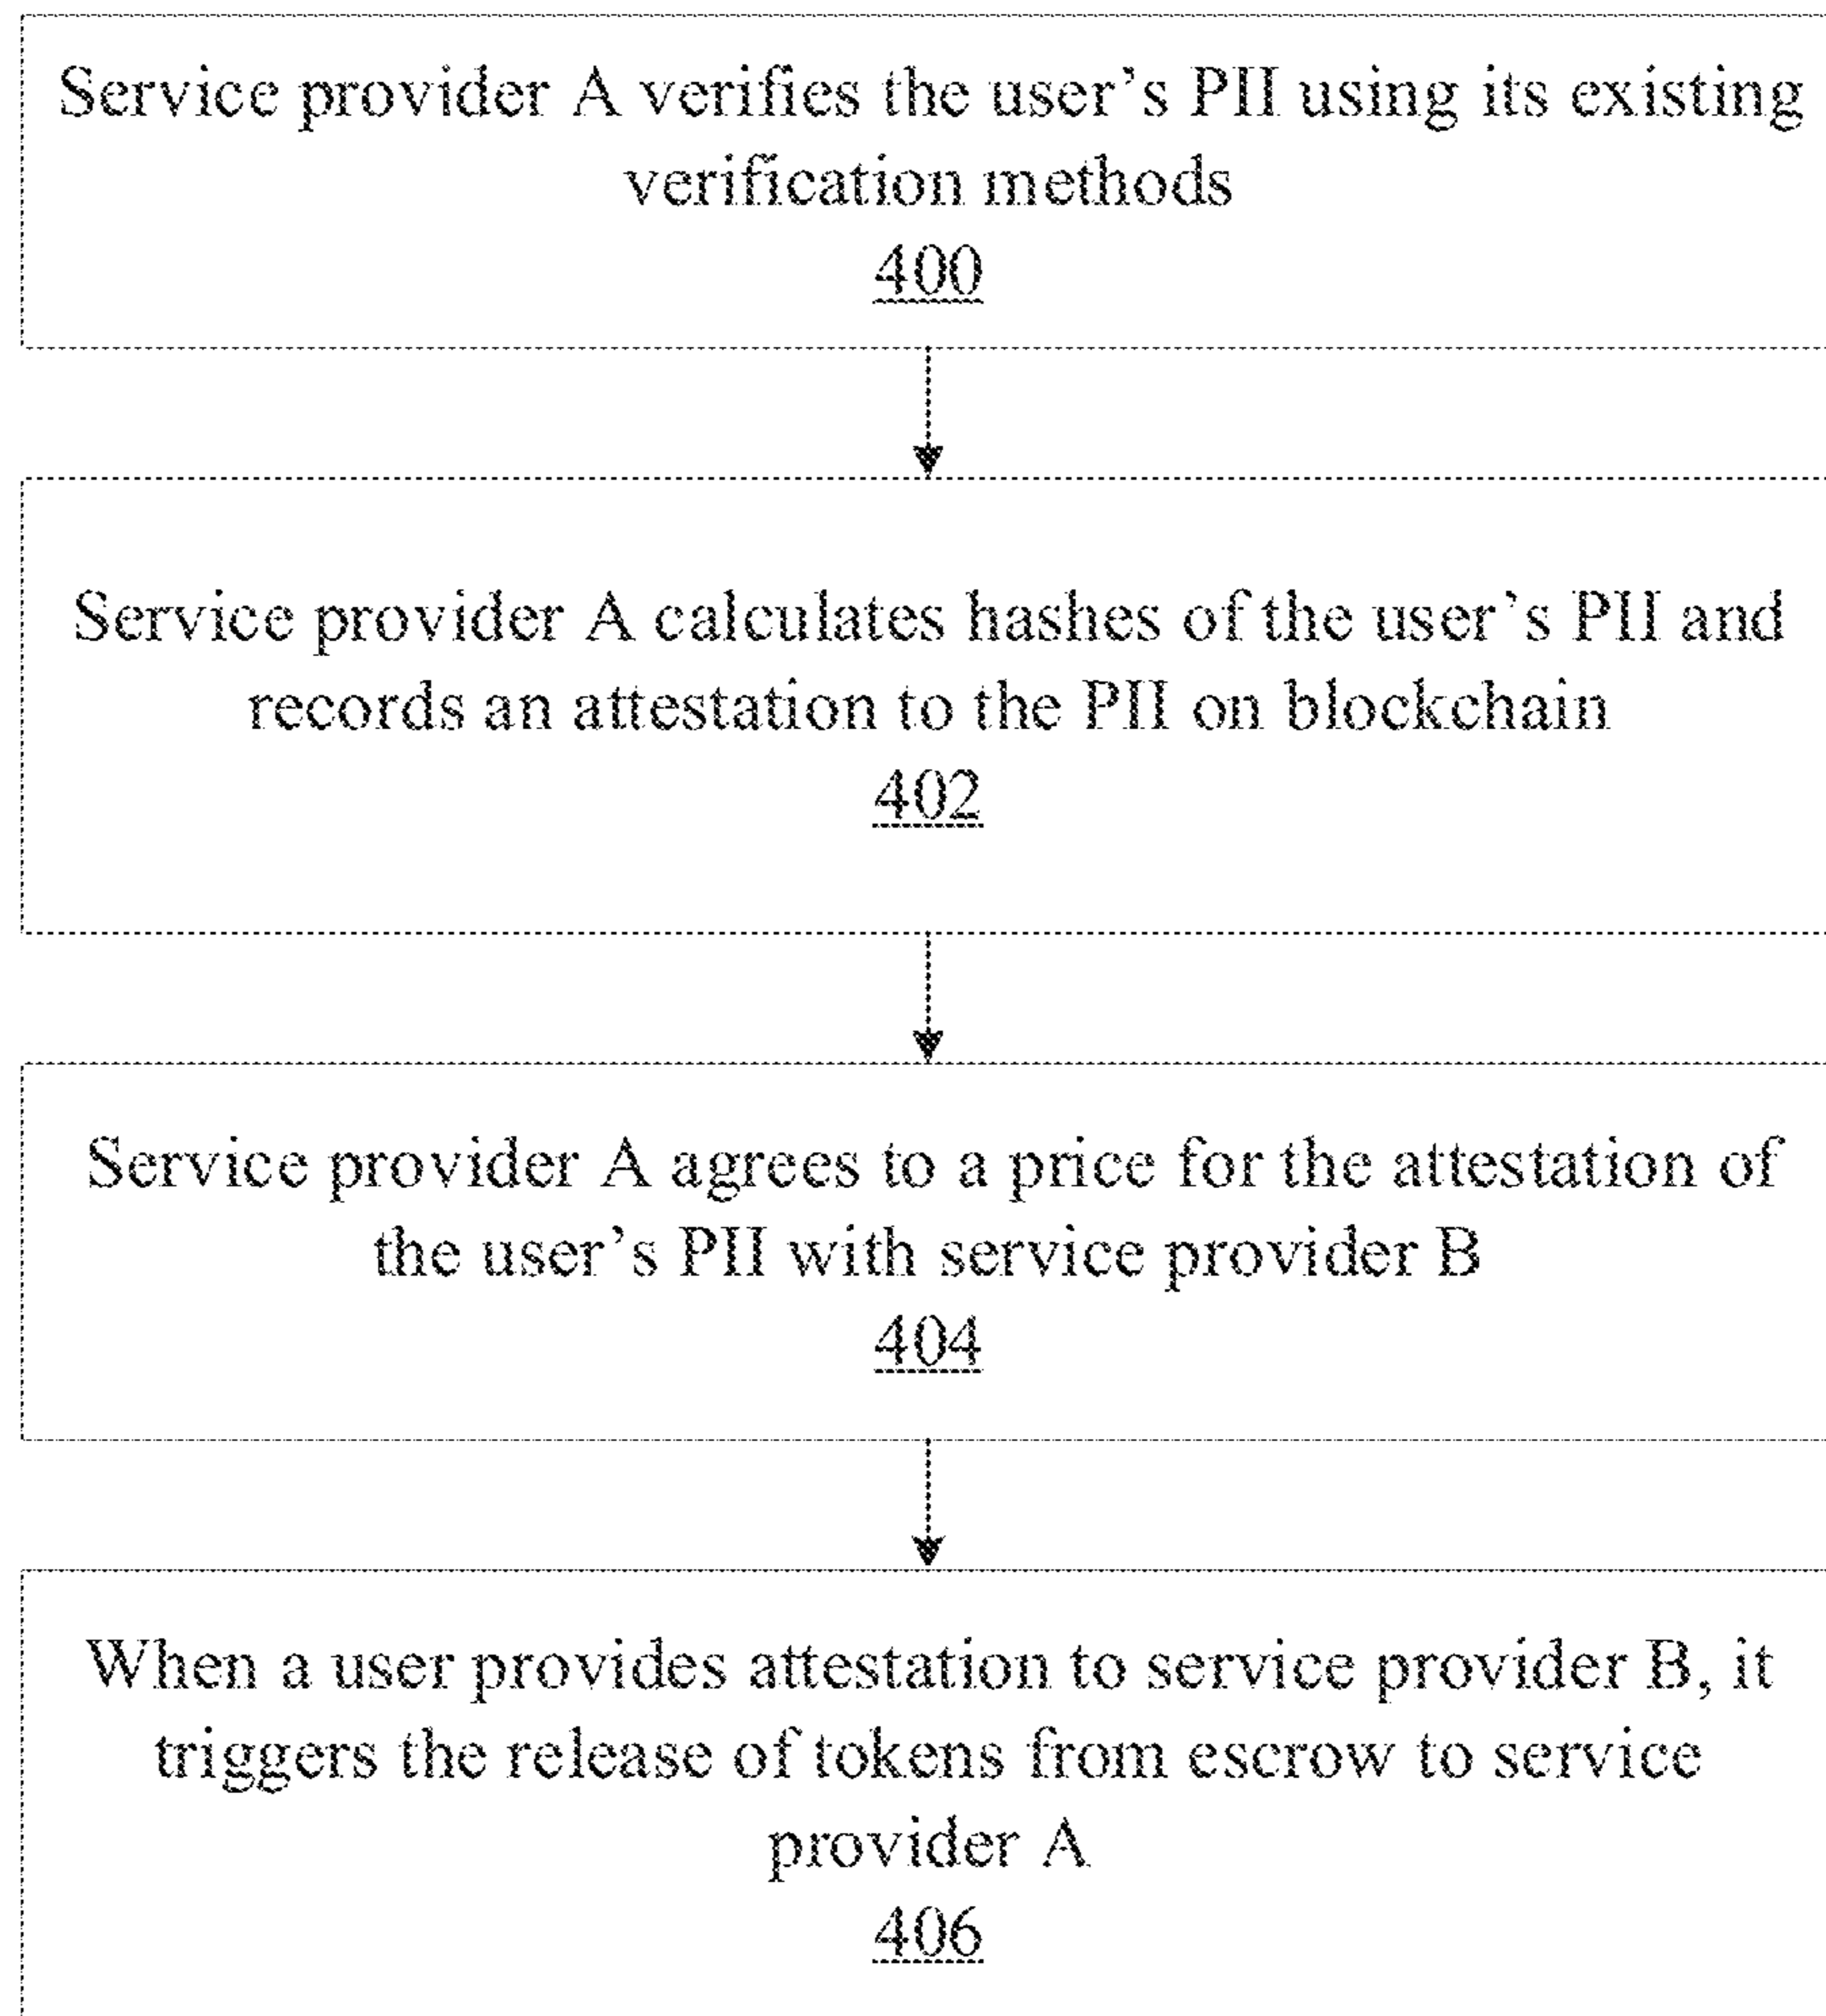 Service provider A verifies the user’s PII using its existing
verification methods
400
Service provider A calculates hashes of the user’s PII and
records an attestation to the PII on blockchain
402
Service provider A agrees to a price for the attestation of
the user’s PII with service provider B
404
When a user provides attestation to service provider B, it
triggers the release of tokens from escrow to service
provider A
406